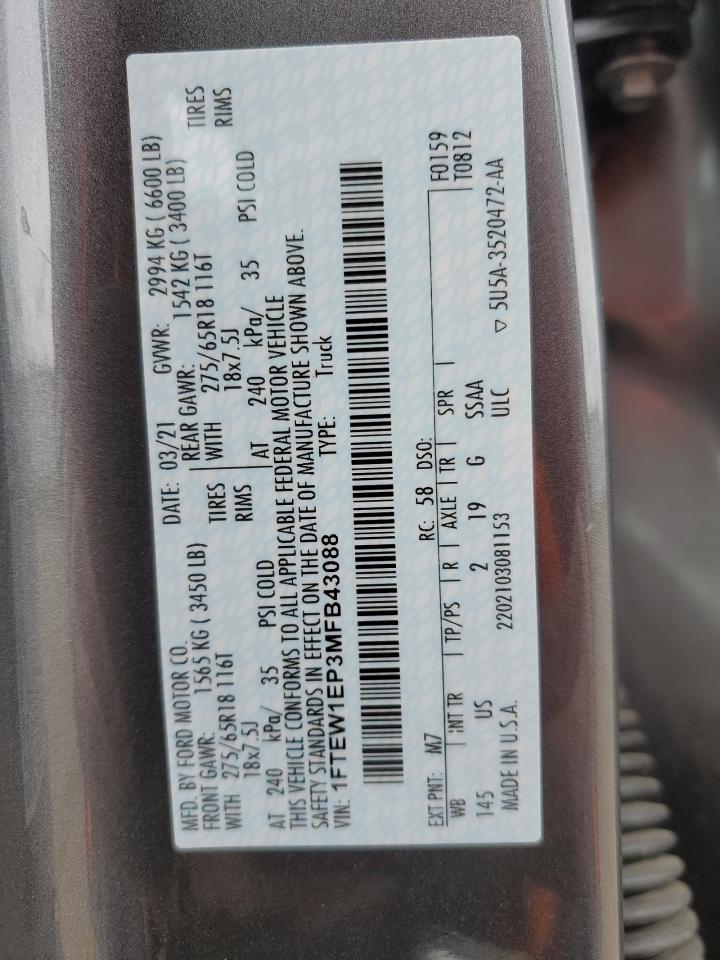 MFD. BY FORD MOTOR CO. DATE: 03/21 GVWR: 2994 KG ( 6600 LB)
FRONT GAWR: 1565 KG ( 3450 LB) REAR GAWR: 1542 KG ( 3400 LB)
WITH 275/65R18 116T TIRES WITH 275/65R18 116T TIRES
18x7.5J RIMS 18x7.5J RIMS
AT 240 kPa/ 35 PSI COLD AT 240 kPa/ 35 PSI COLD
THIS VEHICLE CONFORMS TO ALL APPLICABLE FEDERAL MOTOR VEHICLE
SAFETY STANDARDS IN EFFECT ON THE DATE OF MANUFACTURE SHOWN ABOVE.
VIN: 1FTEW1EP3MFB43088 TYPE: Truck
EXT PNT: M7 RC: 58 DSO: F0159
WB INT TR TP/PS R AXLE TR SPR T0812
145 US 2 19 G SSAA
MADE IN U.S.A. 2202103081153 ULC ▽ 5U5A-3520472-AA